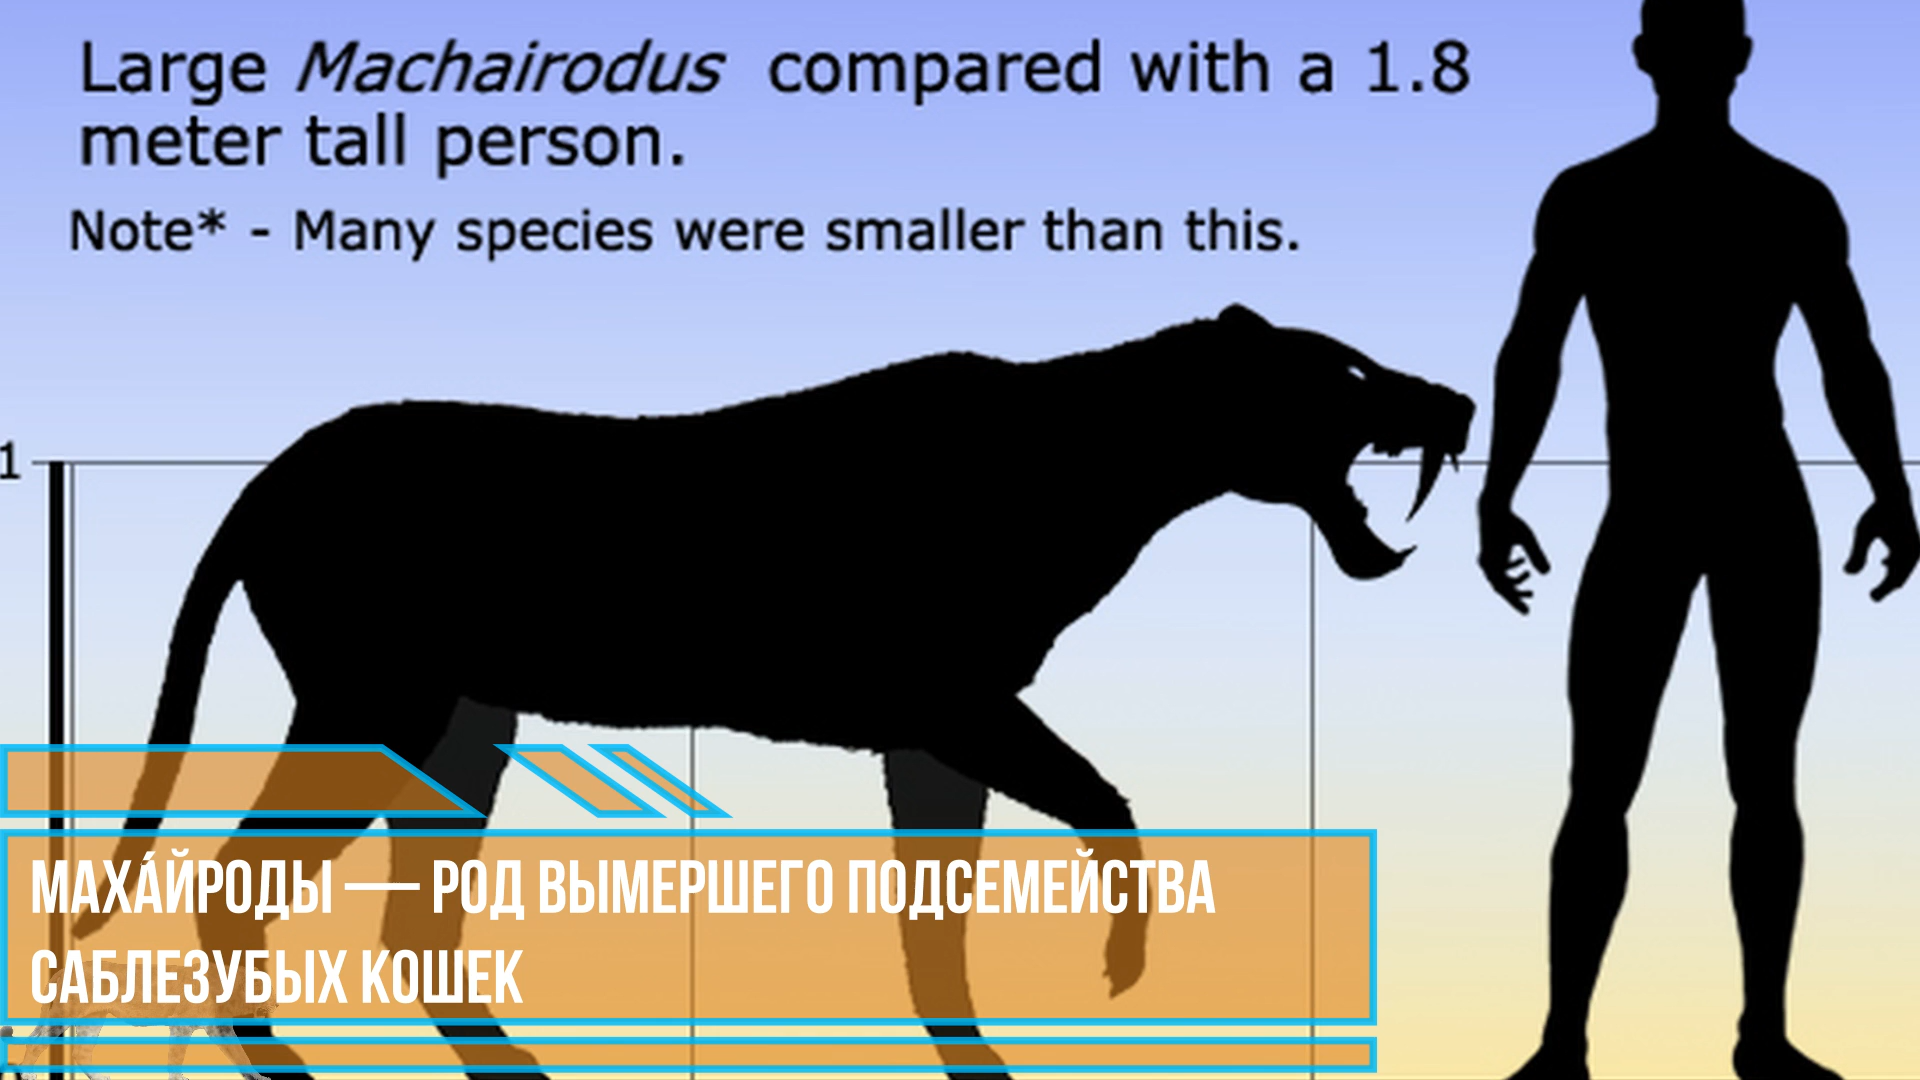 Large Machairodus compared with a 1.8
meter tall person.
Note* - Many species were smaller than this.
1
МАХА́ЙРОДЫ — РОД ВЫМЕРШЕГО ПОДСЕМЕЙСТВА
САБЛЕЗУБЫХ КОШЕК